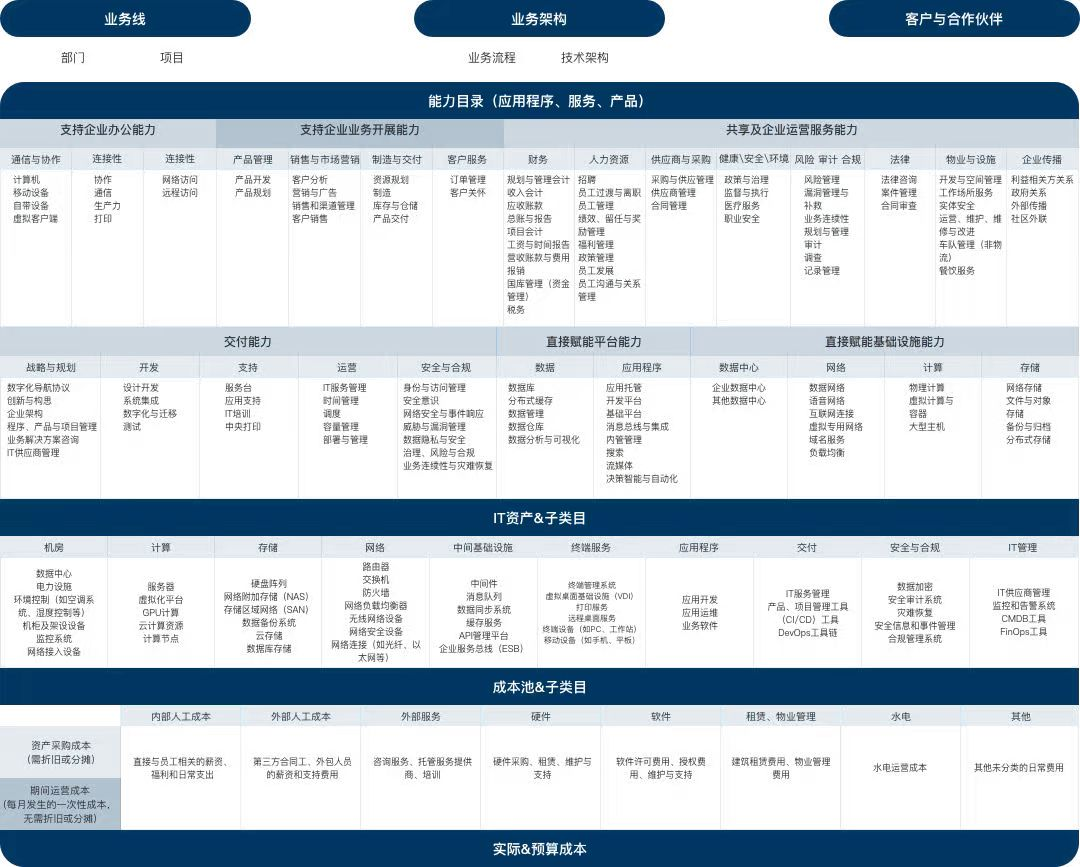 业务线
业务架构
客户与合作伙伴
部门
项目
业务流程
技术架构
能力目录（应用程序、服务、产品）
支持企业办公能力
支持企业业务开展能力
共享及企业运营服务能力
通信与协作
连接性
连接性
产品管理
销售与市场营销
制造与交付
客户服务
财务
人力资源
供应商与采购
健康\安全\环境
风险 审计 合规
法律
物业与设施
企业传播
计算机
移动设备
自带设备
虚拟客户端
协作
通信
生产力
打印
网络访问
远程访问
产品开发
产品规划
客户分析
营销与广告
销售和渠道管理
客户销售
资源规划
制造
库存与仓储
产品交付
订单管理
客户关怀
规划与管理会计
收入会计
应收账款
总账与报告
项目会计
工资与时间报告
营收账款与费用
报销
国库管理（资金
管理）
税务
招聘
员工过渡与离职
员工管理
绩效、留任与奖
励管理
福利管理
政策管理
员工发展
员工沟通与关系
管理
采购与供应管理
供应商管理
合同管理
政策与治理
监督与执行
医疗服务
职业安全
风险管理
漏洞管理与
补救
业务连续性
规划与管理
审计
调查
记录管理
法律咨询
案件管理
合同审查
开发与空间管理
工作场所服务
实体安全
运营、维护、维
修与改进
车队管理（非物
流）
餐饮服务
利益相关方关系
政府关系
外部传播
社区外联
交付能力
直接赋能平台能力
直接赋能基础设施能力
战略与规划
开发
支持
运营
安全与合规
数据
应用程序
数据中心
网络
计算
存储
数字化导航协议
创新与构思
企业架构
程序、产品与项目管理
业务解决方案咨询
IT供应商管理
设计开发
系统集成
数字化与迁移
测试
服务台
应用支持
IT培训
中央打印
IT服务管理
时间管理
调度
容量管理
部署与管理
身份与访问管理
安全意识
网络安全与事件响应
威胁与漏洞管理
数据隐私与安全
治理、风险与合规
业务连续性与灾难恢复
数据库
分布式缓存
数据管理
数据仓库
数据分析与可视化
应用托管
开发平台
基础平台
消息总线与集成
内管管理
搜索
流媒体
决策智能与自动化
企业数据中心
其他数据中心
数据网络
语音网络
互联网连接
虚拟专用网络
域名服务
负载均衡
物理计算
虚拟计算与
容器
大型主机
网络存储
文件与对象
存储
备份与归档
分布式存储
IT资产&子类目
机房
计算
存储
网络
中间基础设施
终端服务
应用程序
交付
安全与合规
IT管理
数据中心
电力设施
环境控制（如空调系
统、湿度控制等）
机柜及架设设备
监控系统
网络接入设备
服务器
虚拟化平台
GPU计算
云计算资源
计算节点
硬盘阵列
网络附加存储（NAS）
存储区域网络（SAN）
数据备份系统
云存储
数据库存储
路由器
交换机
防火墙
网络负载均衡器
无线网络设备
网络安全设备
网络连接（如光纤、以
太网等）
中间件
消息队列
数据同步系统
缓存服务
API管理平台
企业服务总线（ESB）
终端管理系统
虚拟桌面基础设施（VDI）
打印服务
远程桌面服务
终端设备（如PC、工作站）
移动设备（如手机、平板）
应用开发
应用运维
业务软件
IT服务管理
产品、项目管理工具
（CI/CD）工具
DevOps工具链
数据加密
安全审计系统
灾难恢复
安全信息和事件管理
合规管理系统
IT供应商管理
监控和告警系统
CMDB工具
FinOps工具
成本池&子类目
内部人工成本
外部人工成本
外部服务
硬件
软件
租赁、物业管理
水电
其他
资产采购成本
（需折旧或分摊）
期间运营成本
（每月发生的一次性成本，
无需折旧或分摊）
直接与员工相关的薪资、
福利和日常支出
第三方合同工、外包人员
的薪资和支持费用
咨询服务、托管服务提供
商、培训
硬件采购、租赁、维护与
支持
软件许可费用、授权费
用、维护与支持
建筑租赁费用、物业管理
费用
水电运营成本
其他未分类的日常费用
实际&预算成本